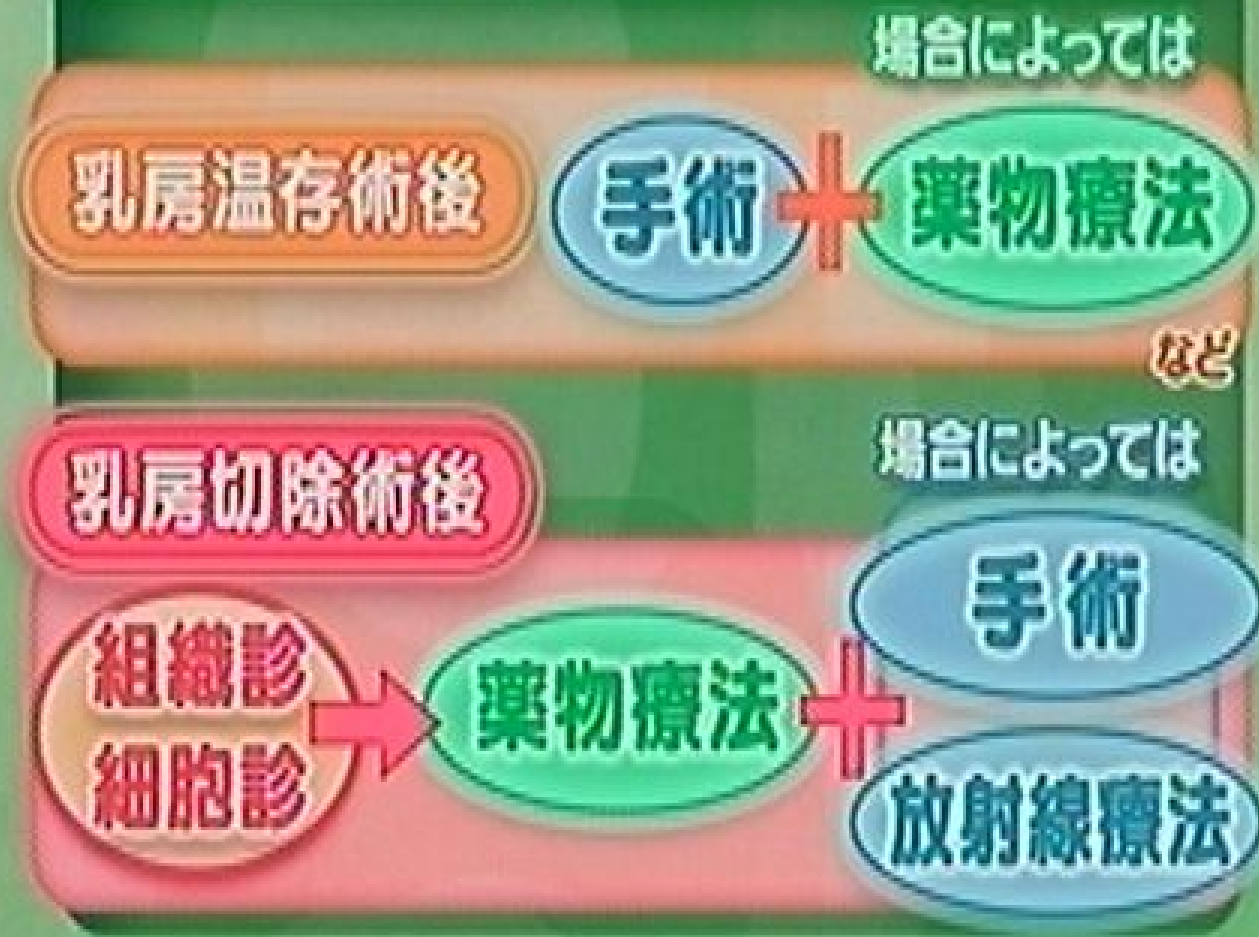 場合によっては
乳房温存術後
手術
+
薬物療法
など
乳房切除術後
場合によっては
組織診
細胞診
薬物療法
+
手術
放射線療法